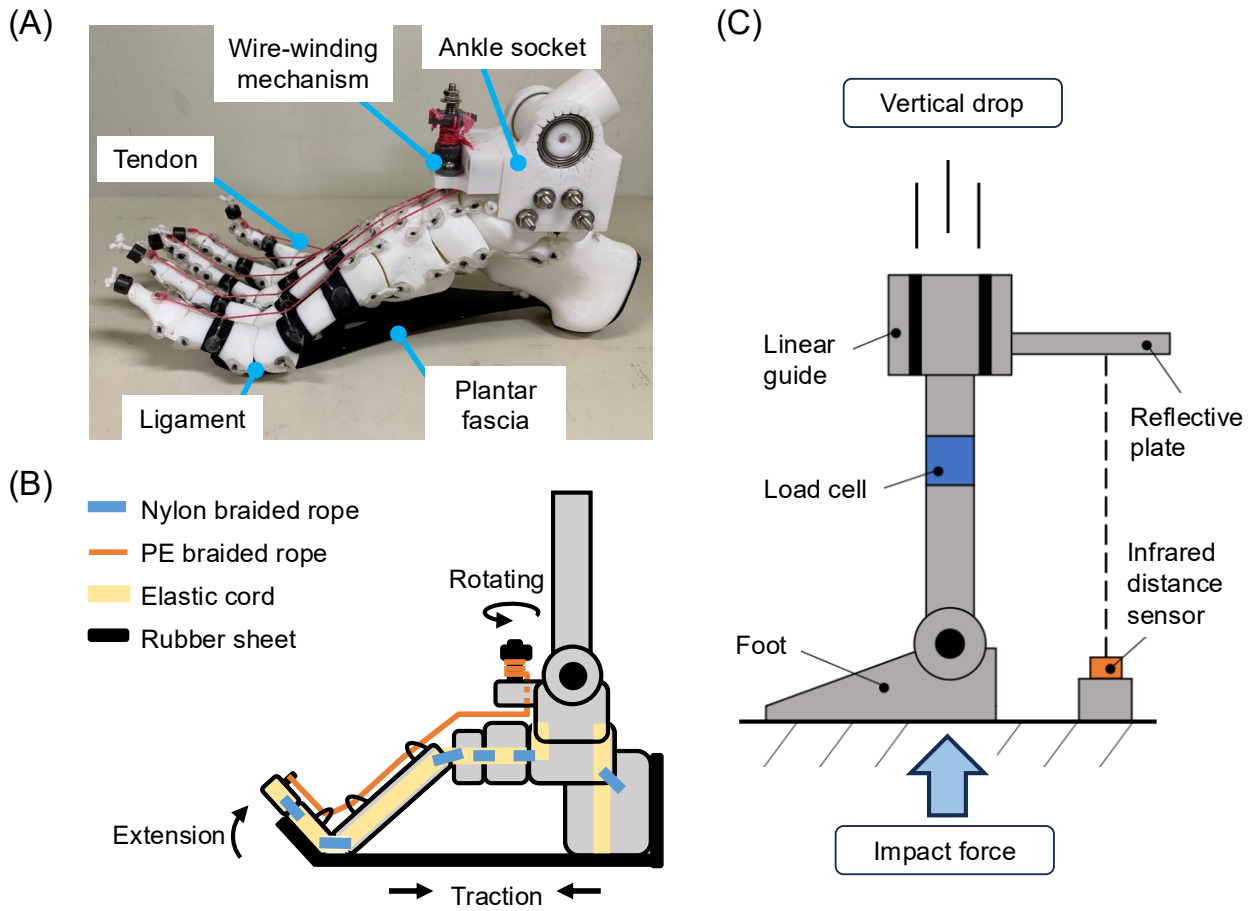 (A)
Wire-winding
mechanism
Ankle socket
Tendon
Ligament
Plantar
fascia
(B)
Nylon braided rope
PE braided rope
Elastic cord
Rubber sheet
Rotating
Extension
Traction
(C)
Vertical drop
Linear
guide
Reflective
plate
Load cell
Infrared
distance
sensor
Foot
Impact force